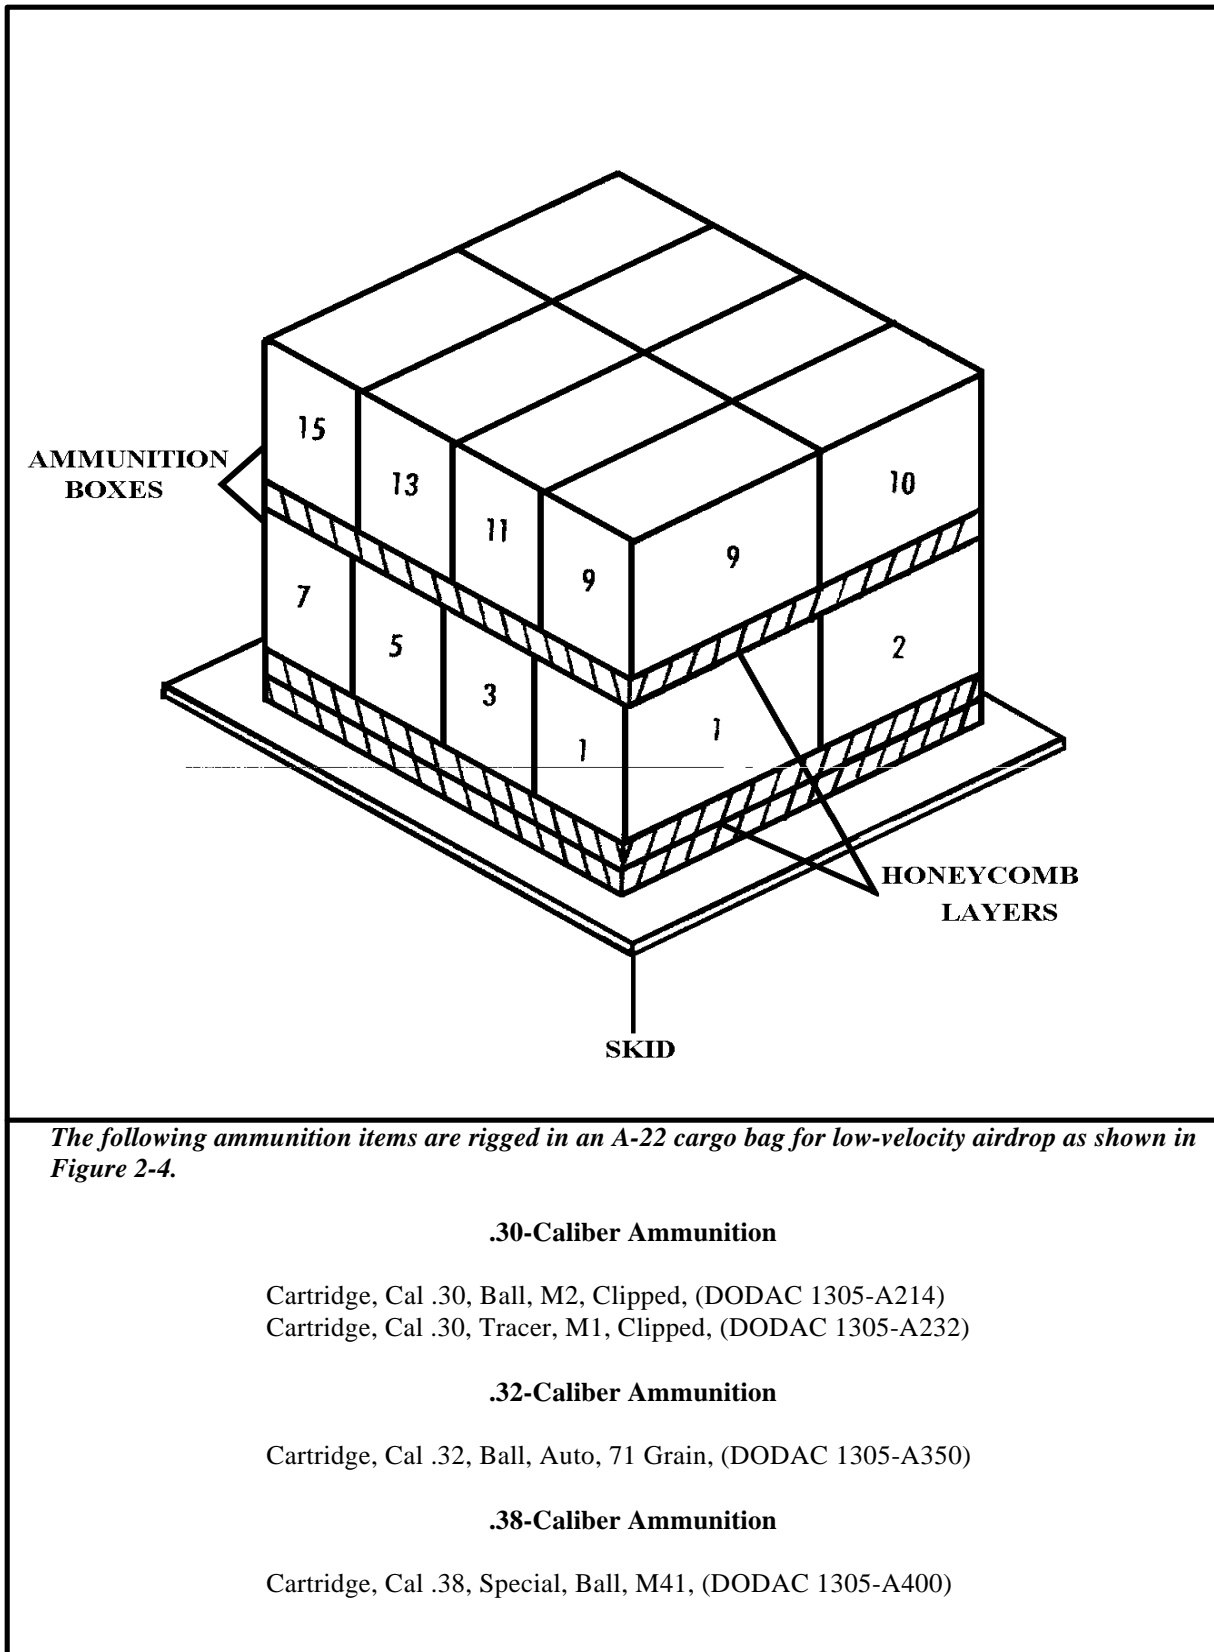 15
13
11
9
9
10
AMMUNITION
BOXES
7
5
3
1
1
2
HONEYCOMB
LAYERS
SKID
The following ammunition items are rigged in an A-22 cargo bag for low-velocity airdrop as shown in
Figure 2-4.
.30-Caliber Ammunition
Cartridge, Cal .30, Ball, M2, Clipped, (DODAC 1305-A214)
Cartridge, Cal .30, Tracer, M1, Clipped, (DODAC 1305-A232)
.32-Caliber Ammunition
Cartridge, Cal .32, Ball, Auto, 71 Grain, (DODAC 1305-A350)
.38-Caliber Ammunition
Cartridge, Cal .38, Special, Ball, M41, (DODAC 1305-A400)